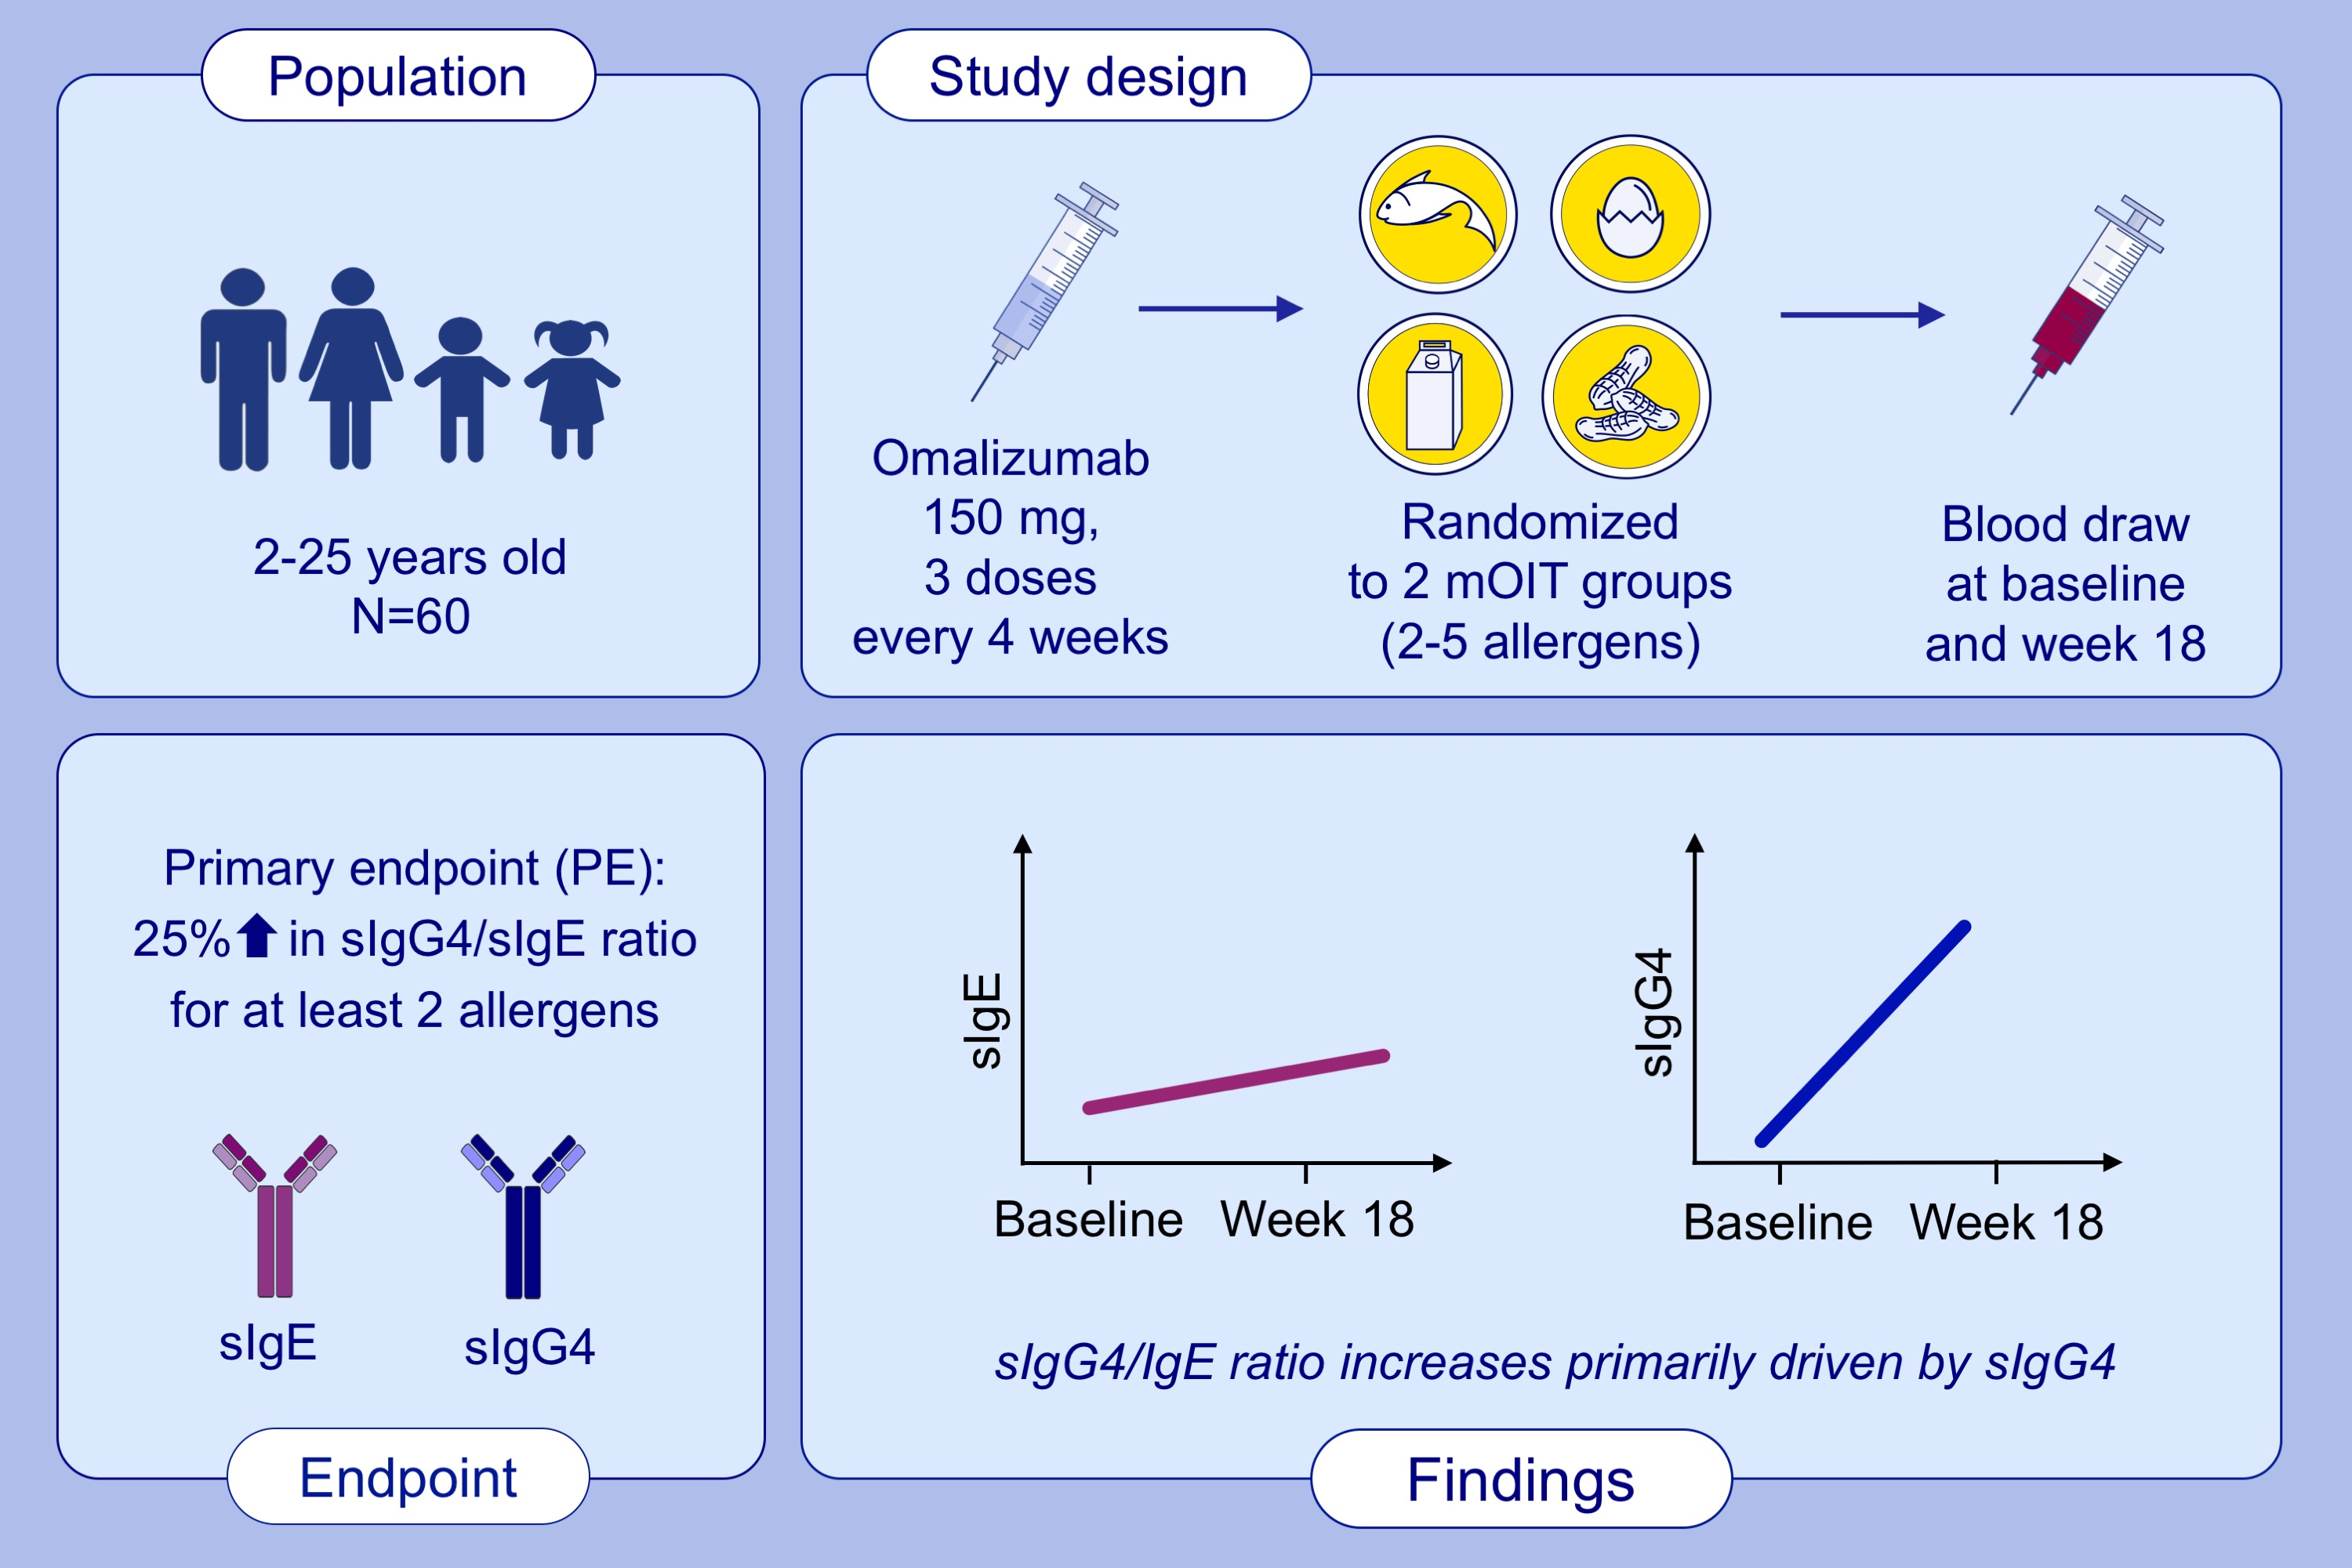 Population
2-25 years old
N=60
Study design
Omalizumab
150 mg,
3 doses
every 4 weeks
Randomized
to 2 mOIT groups
(2-5 allergens)
Blood draw
at baseline
and week 18
Primary endpoint (PE):
25% in sIgG4/sIgE ratio
for at least 2 allergens
sIgE
sIgG4
Endpoint
sIgE
Baseline
Week 18
sIgG4
Baseline
Week 18
sIgG4/IgE ratio increases primarily driven by sIgG4
Findings